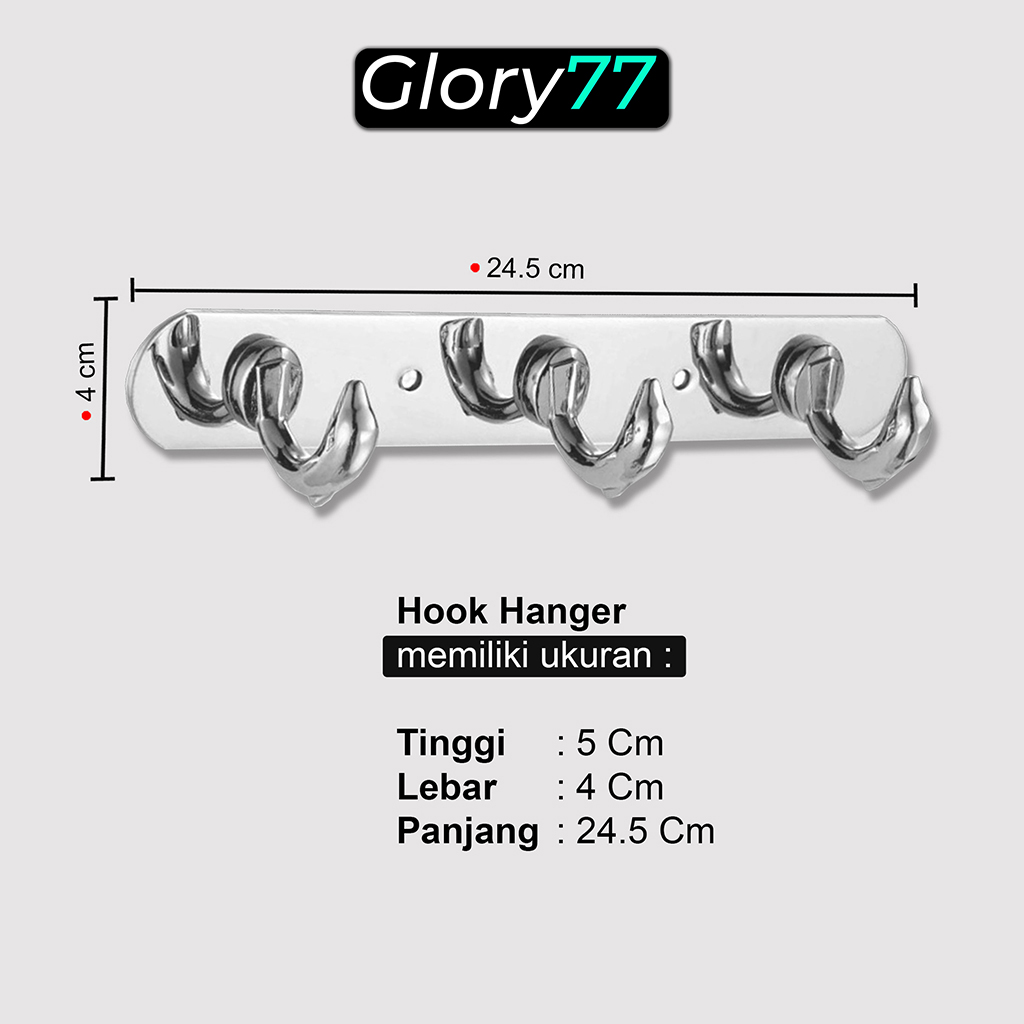 Glory77
24.5 cm
4 cm
Hook Hanger
memiliki ukuran :
Tinggi : 5 Cm
Lebar : 4 Cm
Panjang : 24.5 Cm